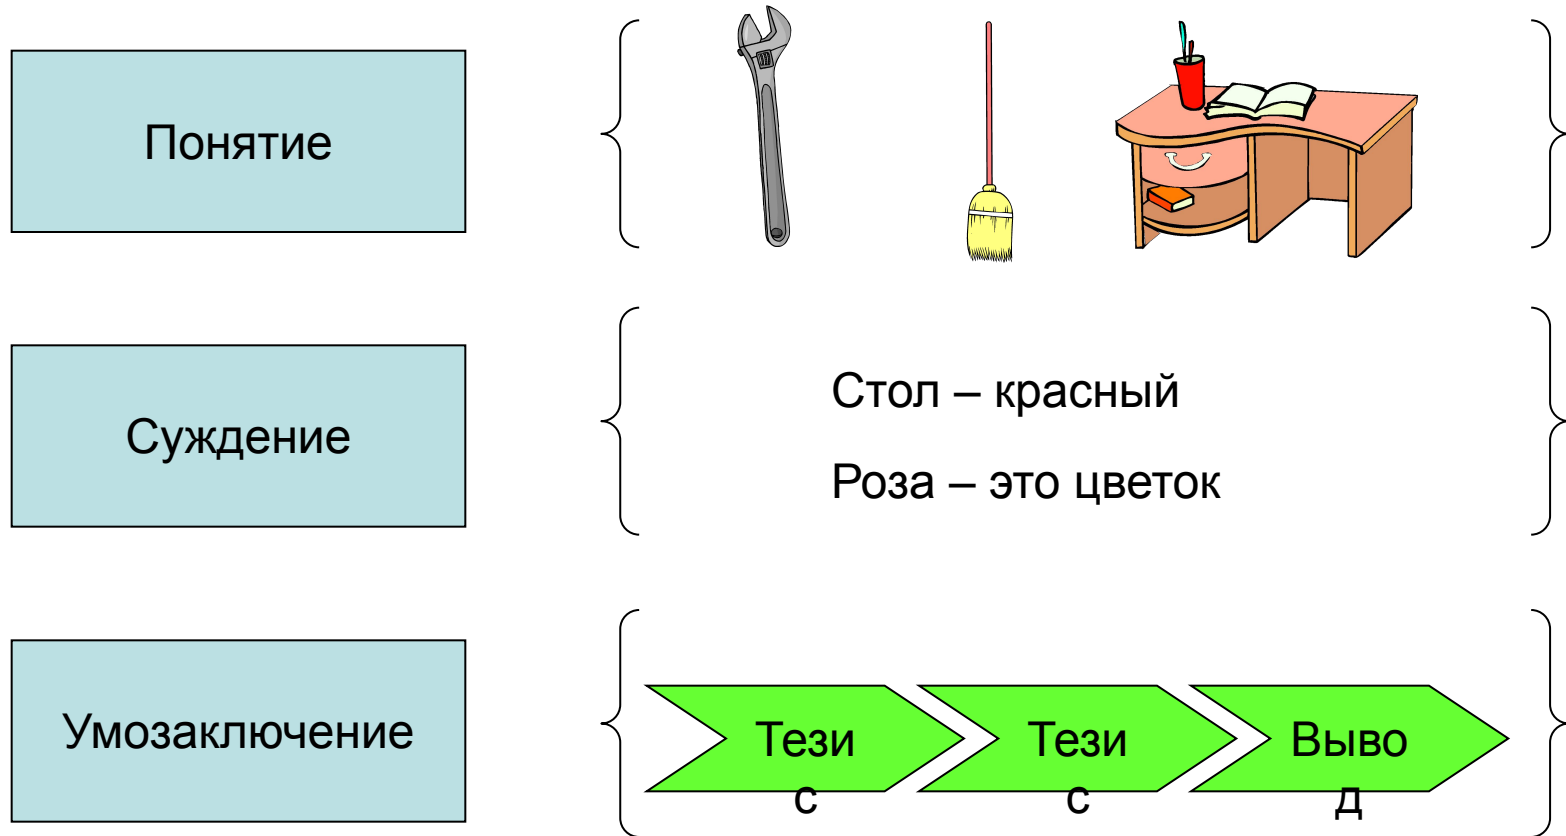 Понятие
Суждение
Стол – красный
Роза – это цветок
Умозаключение
Тези
с
Тези
с
Выво
д